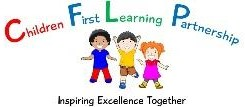 Children First Learning Partnership
Inspiring Excellence Together